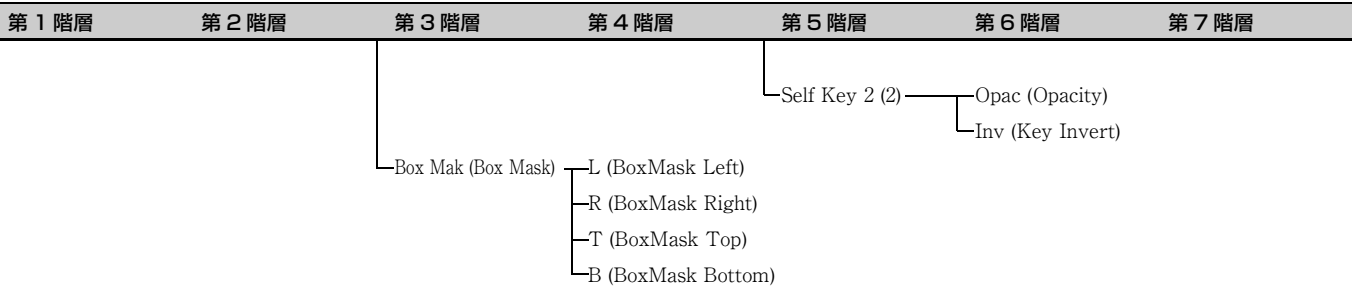 第 1 階層 第 2 階層 第 3 階層 第 4 階層 第 5 階層 第 6 階層 第 7 階層
Self Key 2 (2) Opac (Opacity)
Inv (Key Invert)
Box Mak (Box Mask) L (BoxMask Left)
R (BoxMask Right)
T (BoxMask Top)
B (BoxMask Bottom)